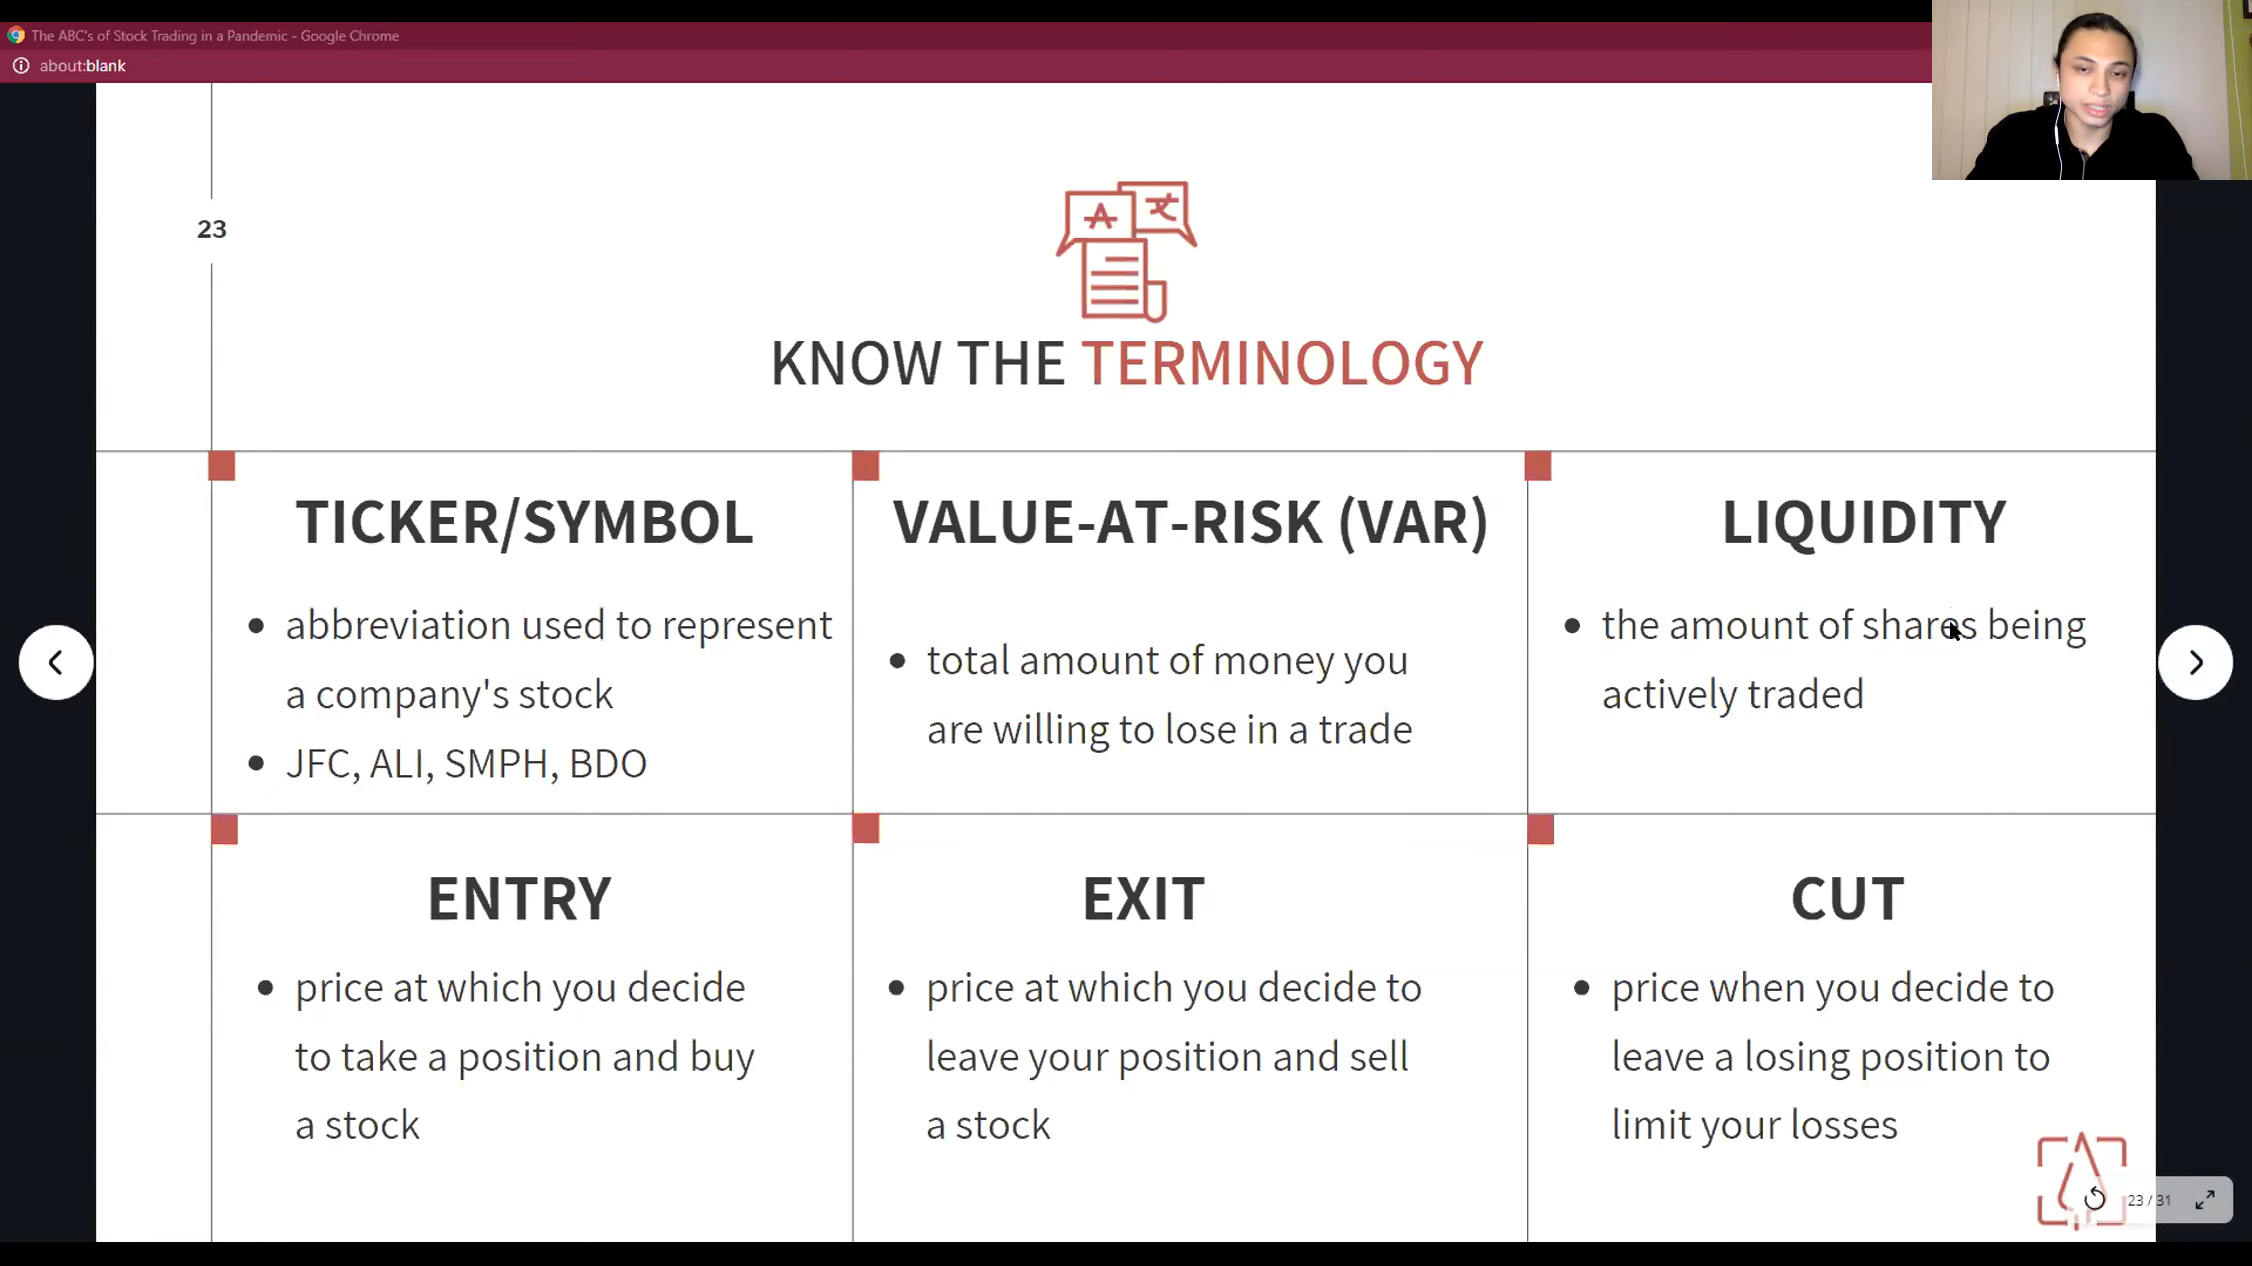 The ABC's of Stock Trading in a Pandemic - Google Chrome
about:blank
23
KNOW THE TERMINOLOGY
TICKER/SYMBOL
• abbreviation used to represent
a company's stock
• JFC, ALI, SMPH, BDO
VALUE-AT-RISK (VAR)
• total amount of money you
are willing to lose in a trade
LIQUIDITY
• the amount of shares being
actively traded
ENTRY
• price at which you decide
to take a position and buy
a stock
EXIT
• price at which you decide to
leave your position and sell
a stock
CUT
• price when you decide to
leave a losing position to
limit your losses
23 / 31